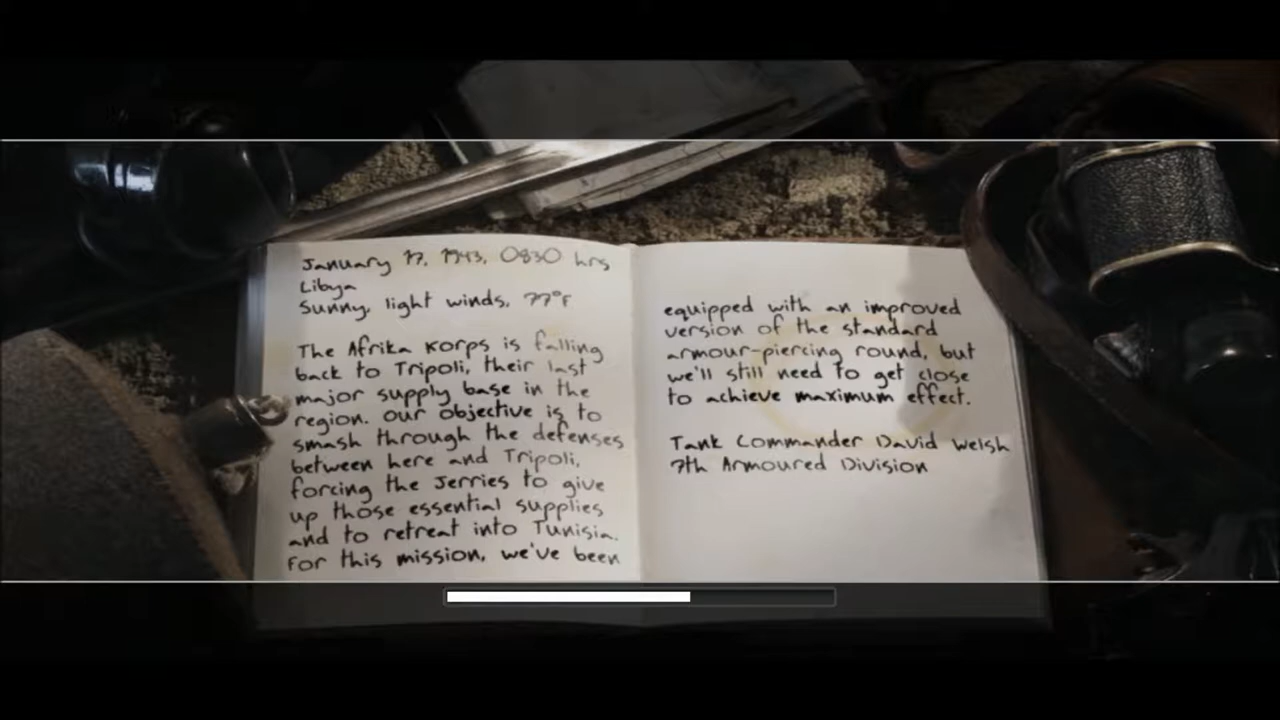 January 17, 1943, 0830 hrs
Libya
Sunny, light winds, 77°F
The Afrika Korps is falling
back to Tripoli, their last
major supply base in the
region. Our objective is to
smash through the defenses
between here and Tripoli,
forcing the Jerries to give
up those essential supplies
and to retreat into Tunisia.
For this mission, we've been
equipped with an improved
version of the standard
armour-piercing round, but
we'll still need to get close
to achieve maximum effect.
Tank Commander David Welsh
7th Armoured Division